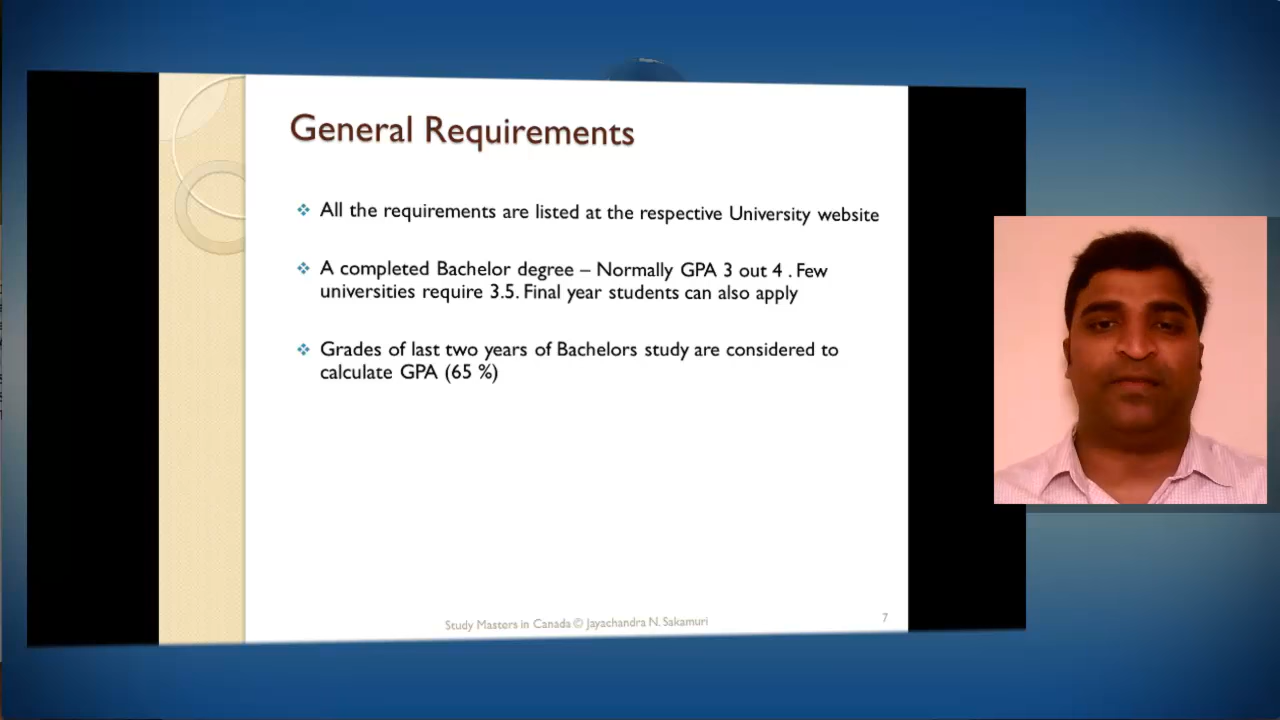 General Requirements
All the requirements are listed at the respective University website
A completed Bachelor degree – Normally GPA 3 out 4 . Few
universities require 3.5. Final year students can also apply
Grades of last two years of Bachelors study are considered to
calculate GPA (65 %)
Study Masters in Canada © Jayachandra N. Sakamuri
7